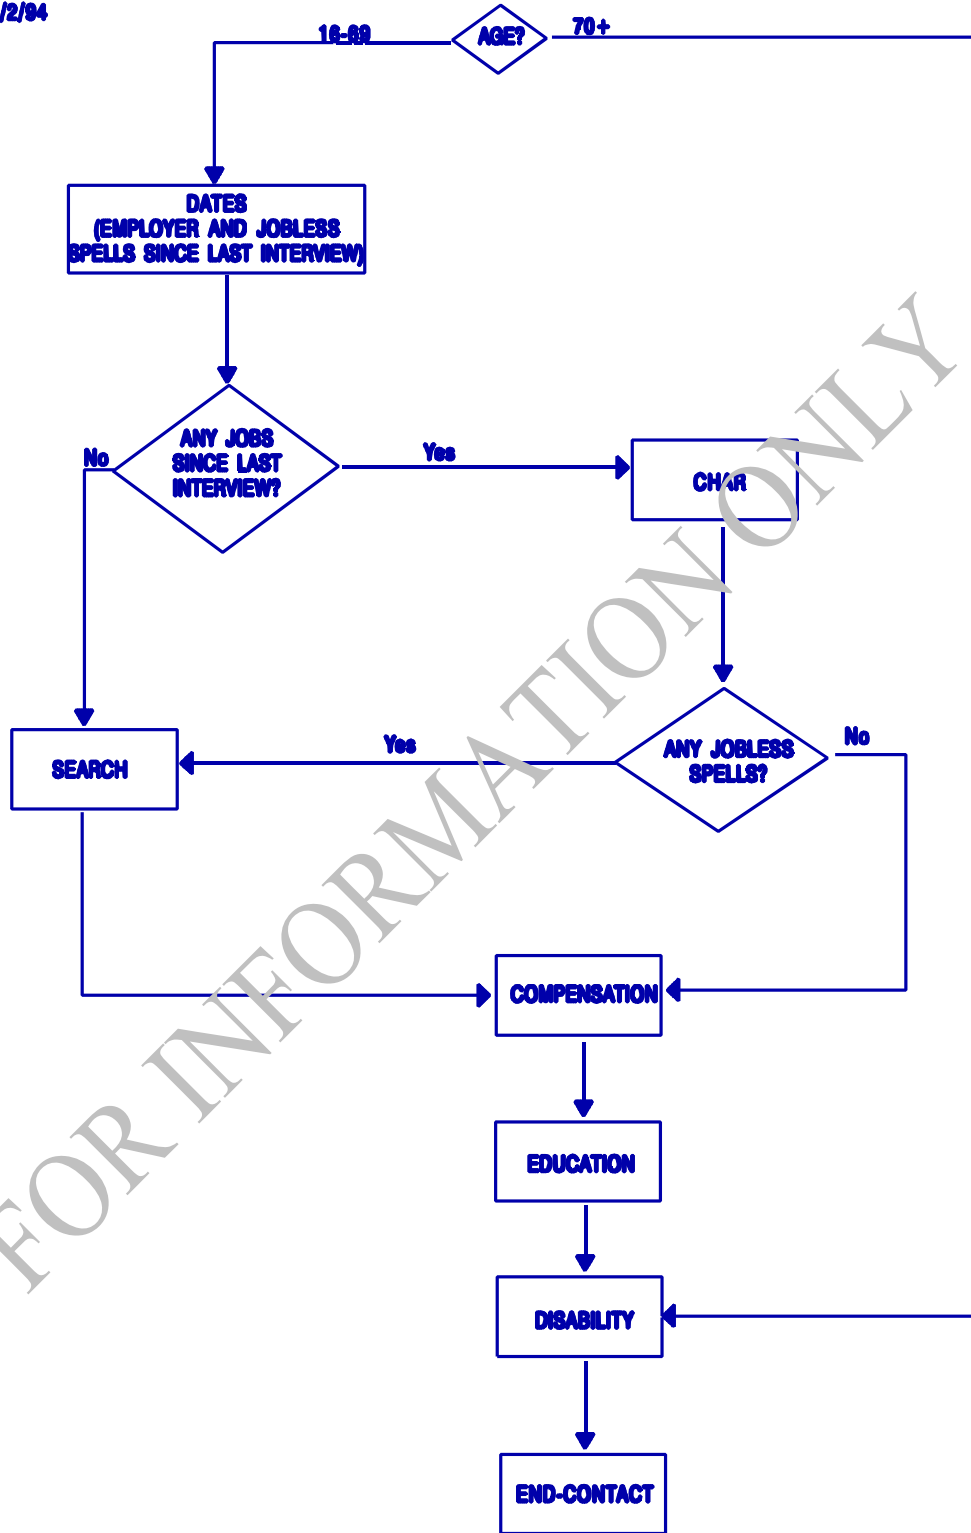 /2/94
AGE?
16-69
70+
DATES
(EMPLOYER AND JOBLESS
SPELLS SINCE LAST INTERVIEW)
ANY JOBS
SINCE LAST
INTERVIEW?
No
Yes
CHAR
ANY JOBLESS
SPELLS?
No
Yes
SEARCH
COMPENSATION
EDUCATION
DISABILITY
END-CONTACT
FOR INFORMATION ONLY